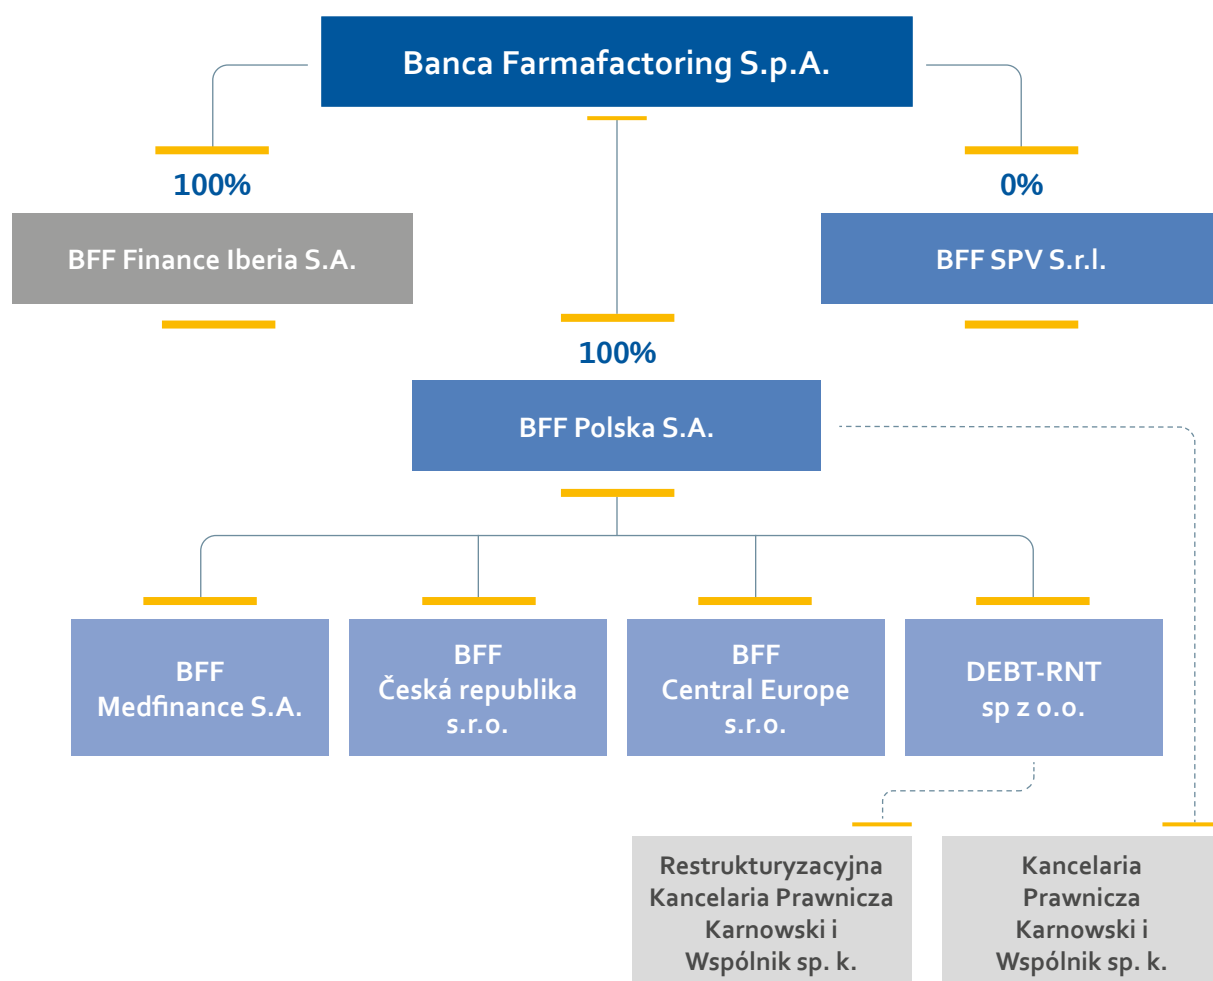 Banca Farmafactoring S.p.A.
100%
0%
BFF Finance Iberia S.A.
BFF SPV S.r.l.
100%
BFF Polska S.A.
BFF
Medfinance S.A.
BFF
Česká republika
s.r.o.
BFF
Central Europe
s.r.o.
DEBT-RNT
sp z o.o.
Restrukturyzacyjna
Kancelaria Prawnicza
Karnowski i
Wspólnik sp. k.
Kancelaria
Prawnicza
Karnowski i
Wspólnik sp. k.